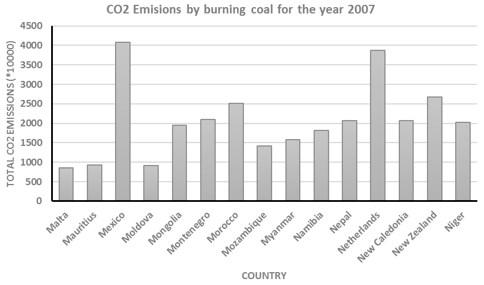 CO2 Emisions by burning coal for the year 2007
TOTAL CO2 EMISSIONS (*10000)
4500
4000
3500
3000
2500
2000
1500
1000
500
0
Malta
Mauritius
Mexico
Moldova
Mongolia
Montenegro
Morocco
Mozambique
Myanmar
Namibia
Nepal
Netherlands
New Caledonia
New Zealand
Niger
COUNTRY